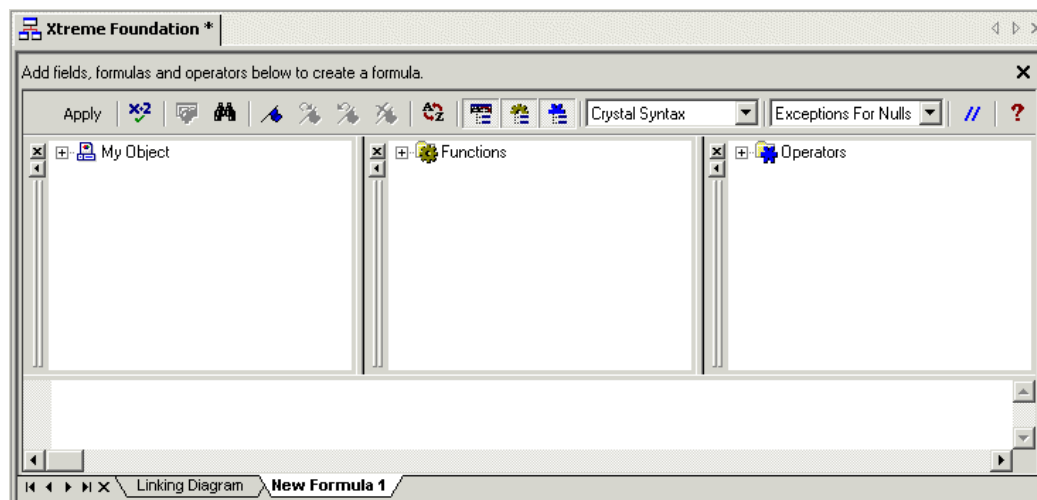 Xtreme Foundation *
Add fields, formulas and operators below to create a formula.
Apply x+2 A Z Crystal Syntax Exceptions For Nulls // ?
My Object
Functions
Operators
Linking Diagram New Formula 1